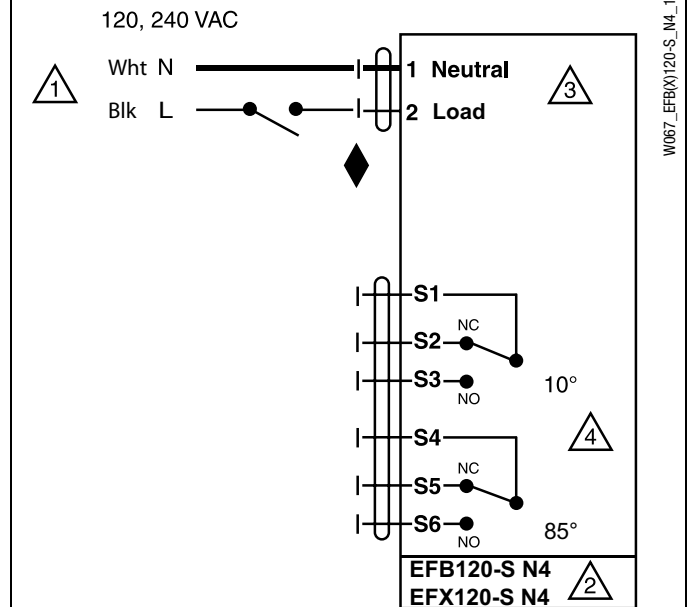 120, 240 VAC
Wht N
1 Neutral
1
3
Blk L
2 Load
S1
NC
S2
S3
10°
NO
S4
4
NC
S5
S6
85°
NO
EFB120-S N4
2
EFX120-S N4
W067_EFB(X)120-S_N4_1